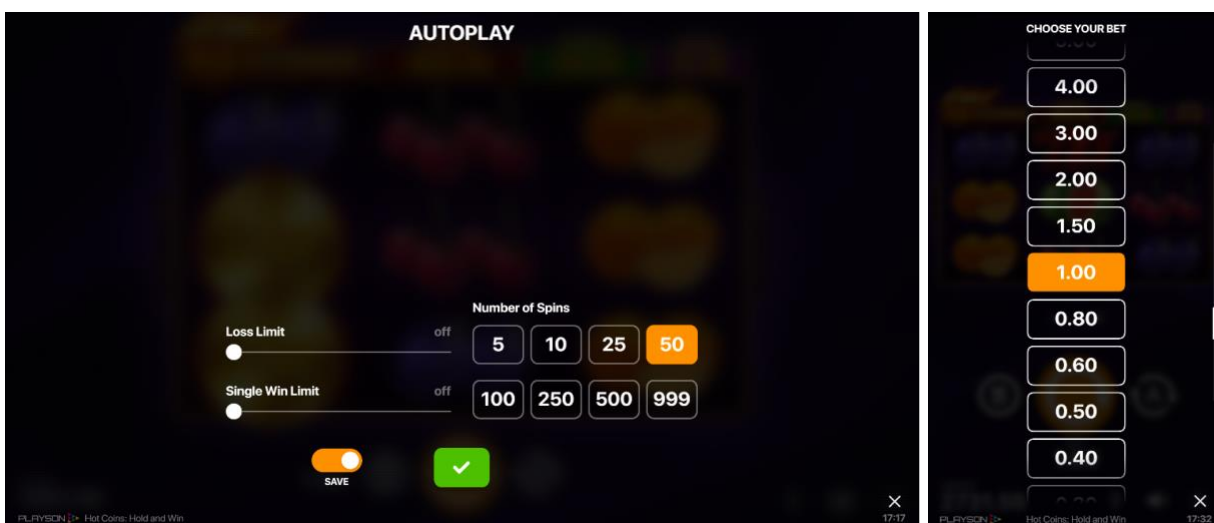 AUTOPLAY
Number of Spins
Loss Limit off
5 10 25 50
Single Win Limit off
100 250 500 999
SAVE
PLAYSON Hot Coins: Hold and Win 17:17
CHOOSE YOUR BET
4.00
3.00
2.00
1.50
1.00
0.80
0.60
0.50
0.40
PLAYSON Hot Coins: Hold and Win 17:32